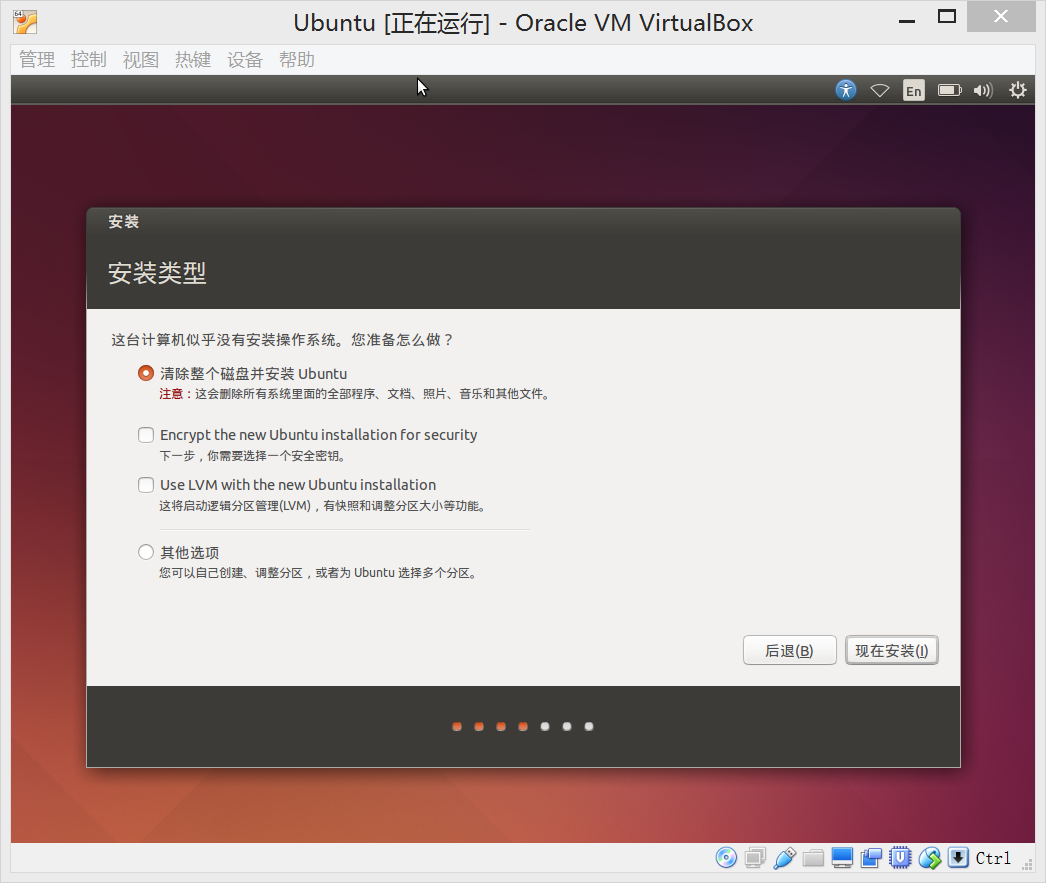 Ubuntu [正在运行] - Oracle VM VirtualBox
管理 控制 视图 热键 设备 帮助
En
安装
安装类型
这台计算机似乎没有安装操作系统。您准备怎么做？
清除整个磁盘并安装 Ubuntu
注意：这会删除所有系统里面的全部程序、文档、照片、音乐和其他文件。
Encrypt the new Ubuntu installation for security
下一步，你需要选择一个安全密钥。
Use LVM with the new Ubuntu installation
这将启动逻辑分区管理(LVM)，有快照和调整分区大小等功能。
其他选项
您可以自己创建、调整分区，或者为 Ubuntu 选择多个分区。
后退(B) 现在安装(I)
Ctrl